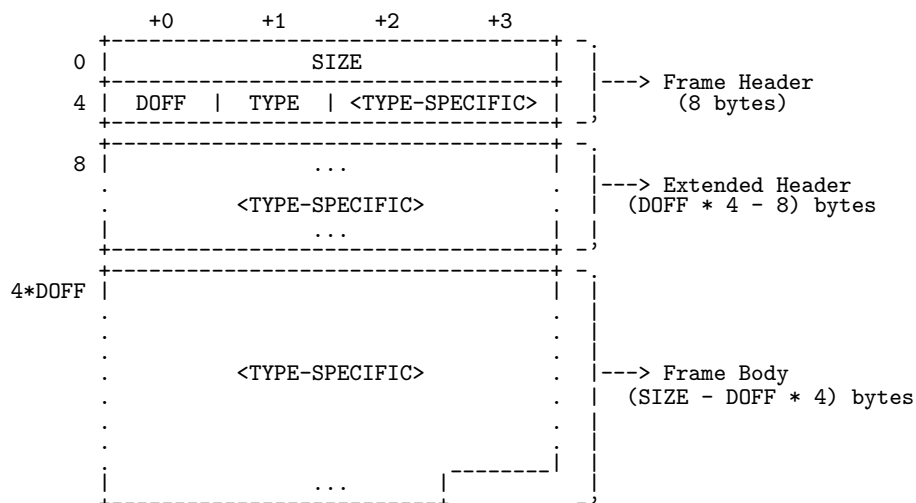 +0 +1 +2 +3
0 | SIZE |
|---> Frame Header
4 | DOFF | TYPE | <TYPE-SPECIFIC> | (8 bytes)
8 | ... |
|---> Extended Header
. <TYPE-SPECIFIC> . (DOFF * 4 - 8) bytes
| ... |
4*DOFF | |
. <TYPE-SPECIFIC> . |---> Frame Body
(SIZE - DOFF * 4) bytes
| ... |